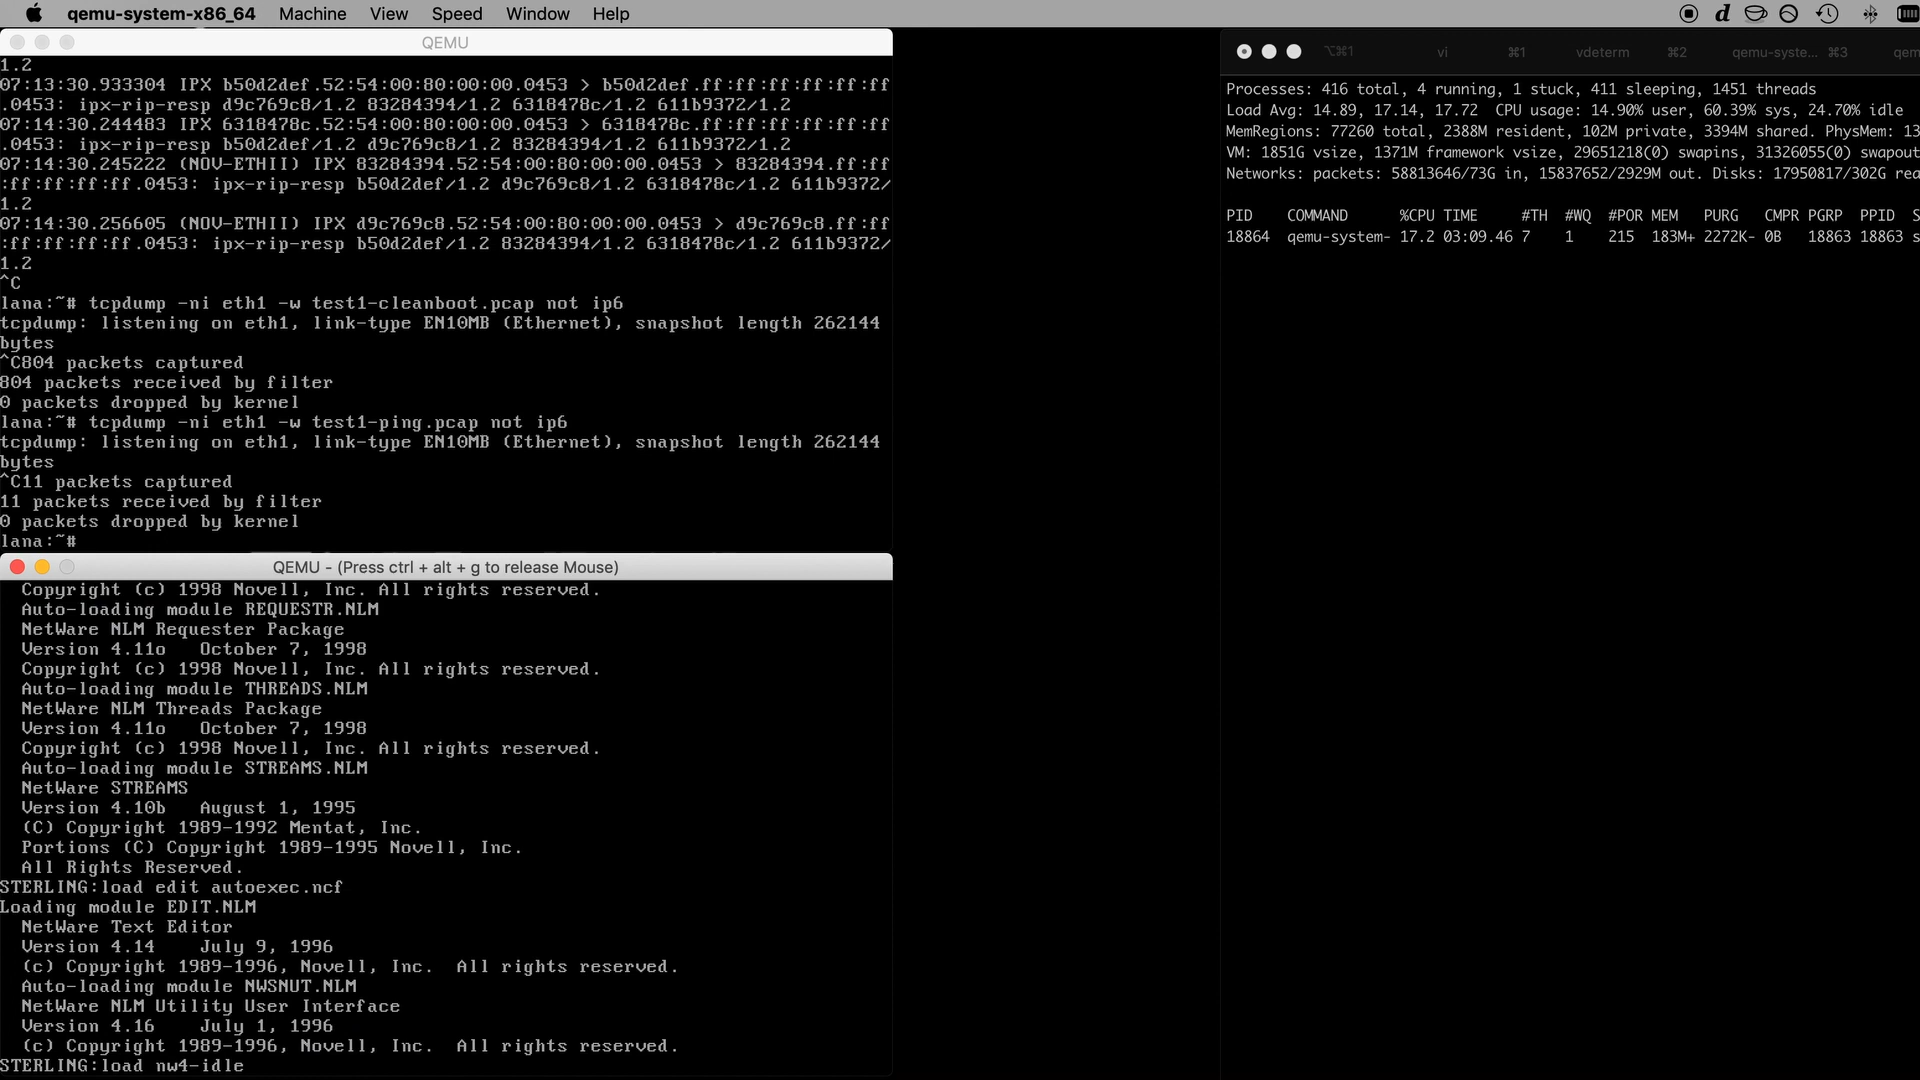 qemu-system-x86_64 Machine View Speed Window Help
QEMU
1.2
07:13:30.933304 IPX b50d2def.52:54:00:80:00:00.0453 > b50d2def.ff:ff:ff:ff:ff:ff
.0453: ipx-rip-resp d9c769c8/1.2 83284394/1.2 6318478c/1.2 611b9372/1.2
07:14:30.244483 IPX 6318478c.52:54:00:80:00:00.0453 > 6318478c.ff:ff:ff:ff:ff:ff
.0453: ipx-rip-resp b50d2def/1.2 d9c769c8/1.2 83284394/1.2 611b9372/1.2
07:14:30.245222 (NOV-ETHII) IPX 83284394.52:54:00:80:00:00.0453 > 83284394.ff:ff
:ff:ff:ff:ff.0453: ipx-rip-resp b50d2def/1.2 d9c769c8/1.2 6318478c/1.2 611b9372/
1.2
07:14:30.256605 (NOV-ETHII) IPX d9c769c8.52:54:00:80:00:00.0453 > d9c769c8.ff:ff
:ff:ff:ff:ff.0453: ipx-rip-resp b50d2def/1.2 83284394/1.2 6318478c/1.2 611b9372/
1.2
^C
lana:~# tcpdump -ni eth1 -w test1-cleanboot.pcap not ip6
tcpdump: listening on eth1, link-type EN10MB (Ethernet), snapshot length 262144
bytes
^C804 packets captured
804 packets received by filter
0 packets dropped by kernel
lana:~# tcpdump -ni eth1 -w test1-ping.pcap not ip6
tcpdump: listening on eth1, link-type EN10MB (Ethernet), snapshot length 262144
bytes
^C11 packets captured
11 packets received by filter
0 packets dropped by kernel
lana:~#
QEMU - (Press ctrl + alt + g to release Mouse)
Copyright (c) 1998 Novell, Inc. All rights reserved.
Auto-loading module REQUESTR.NLM
NetWare NLM Requester Package
Version 4.11o October 7, 1998
Copyright (c) 1998 Novell, Inc. All rights reserved.
Auto-loading module THREADS.NLM
NetWare NLM Threads Package
Version 4.11o October 7, 1998
Copyright (c) 1998 Novell, Inc. All rights reserved.
Auto-loading module STREAMS.NLM
NetWare STREAMS
Version 4.10b August 1, 1995
(C) Copyright 1989-1992 Mentat, Inc.
Portions (C) Copyright 1989-1995 Novell, Inc.
All Rights Reserved.
STERLING:load edit autoexec.ncf
Loading module EDIT.NLM
NetWare Text Editor
Version 4.14 July 9, 1996
(c) Copyright 1989-1996, Novell, Inc. All rights reserved.
Auto-loading module NWSNUT.NLM
NetWare NLM Utility User Interface
Version 4.16 July 1, 1996
(c) Copyright 1989-1996, Novell, Inc. All rights reserved.
STERLING:load nw4-idle
⌥⌘1 vi ⌘1 vdeterm ⌘2 qemu-syste... ⌘3 qem
Processes: 416 total, 4 running, 1 stuck, 411 sleeping, 1451 threads
Load Avg: 14.89, 17.14, 17.72 CPU usage: 14.90% user, 60.39% sys, 24.70% idle
MemRegions: 77260 total, 2388M resident, 102M private, 3394M shared. PhysMem: 13
VM: 1851G vsize, 1371M framework vsize, 29651218(0) swapins, 31326055(0) swapout
Networks: packets: 58813646/73G in, 15837652/2929M out. Disks: 17950817/302G rea
PID COMMAND %CPU TIME #TH #WQ #POR MEM PURG CMPR PGRP PPID S
18864 qemu-system- 17.2 03:09.46 7 1 215 183M+ 2272K- 0B 18863 18863 s